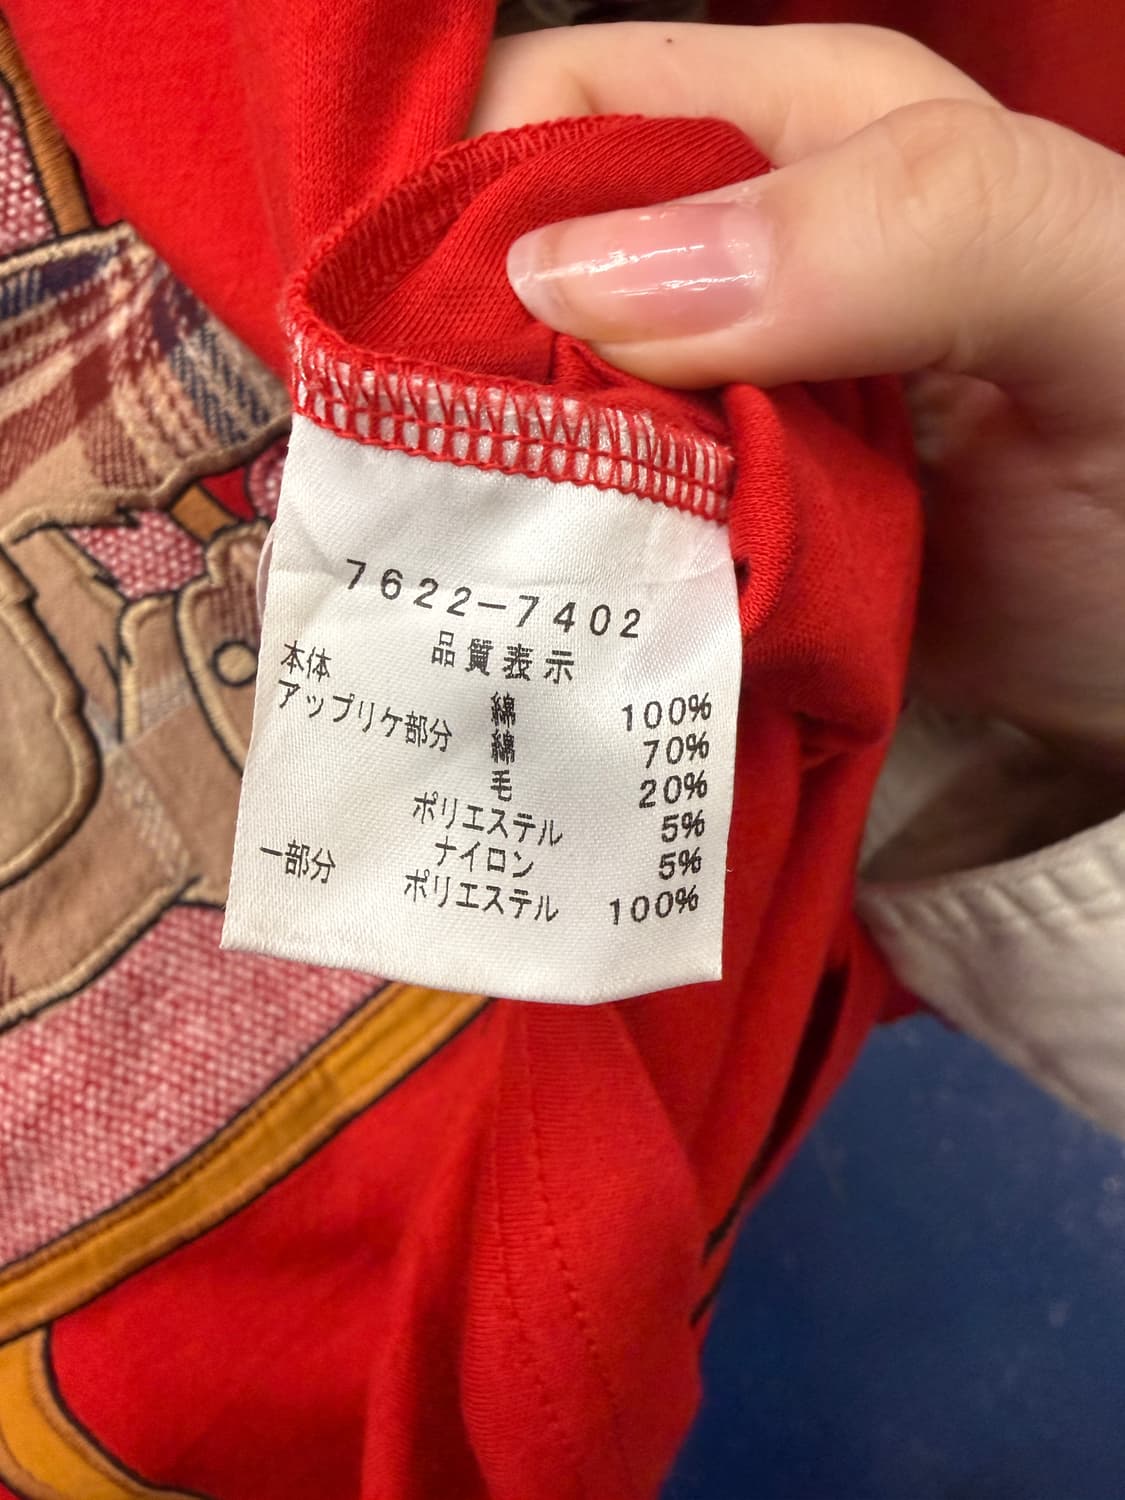 7622-7402
品質表示
本体 綿 100%
アップリケ部分 綿 70%
毛 20%
ポリエステル 5%
ナイロン 5%
一部分 ポリエステル 100%